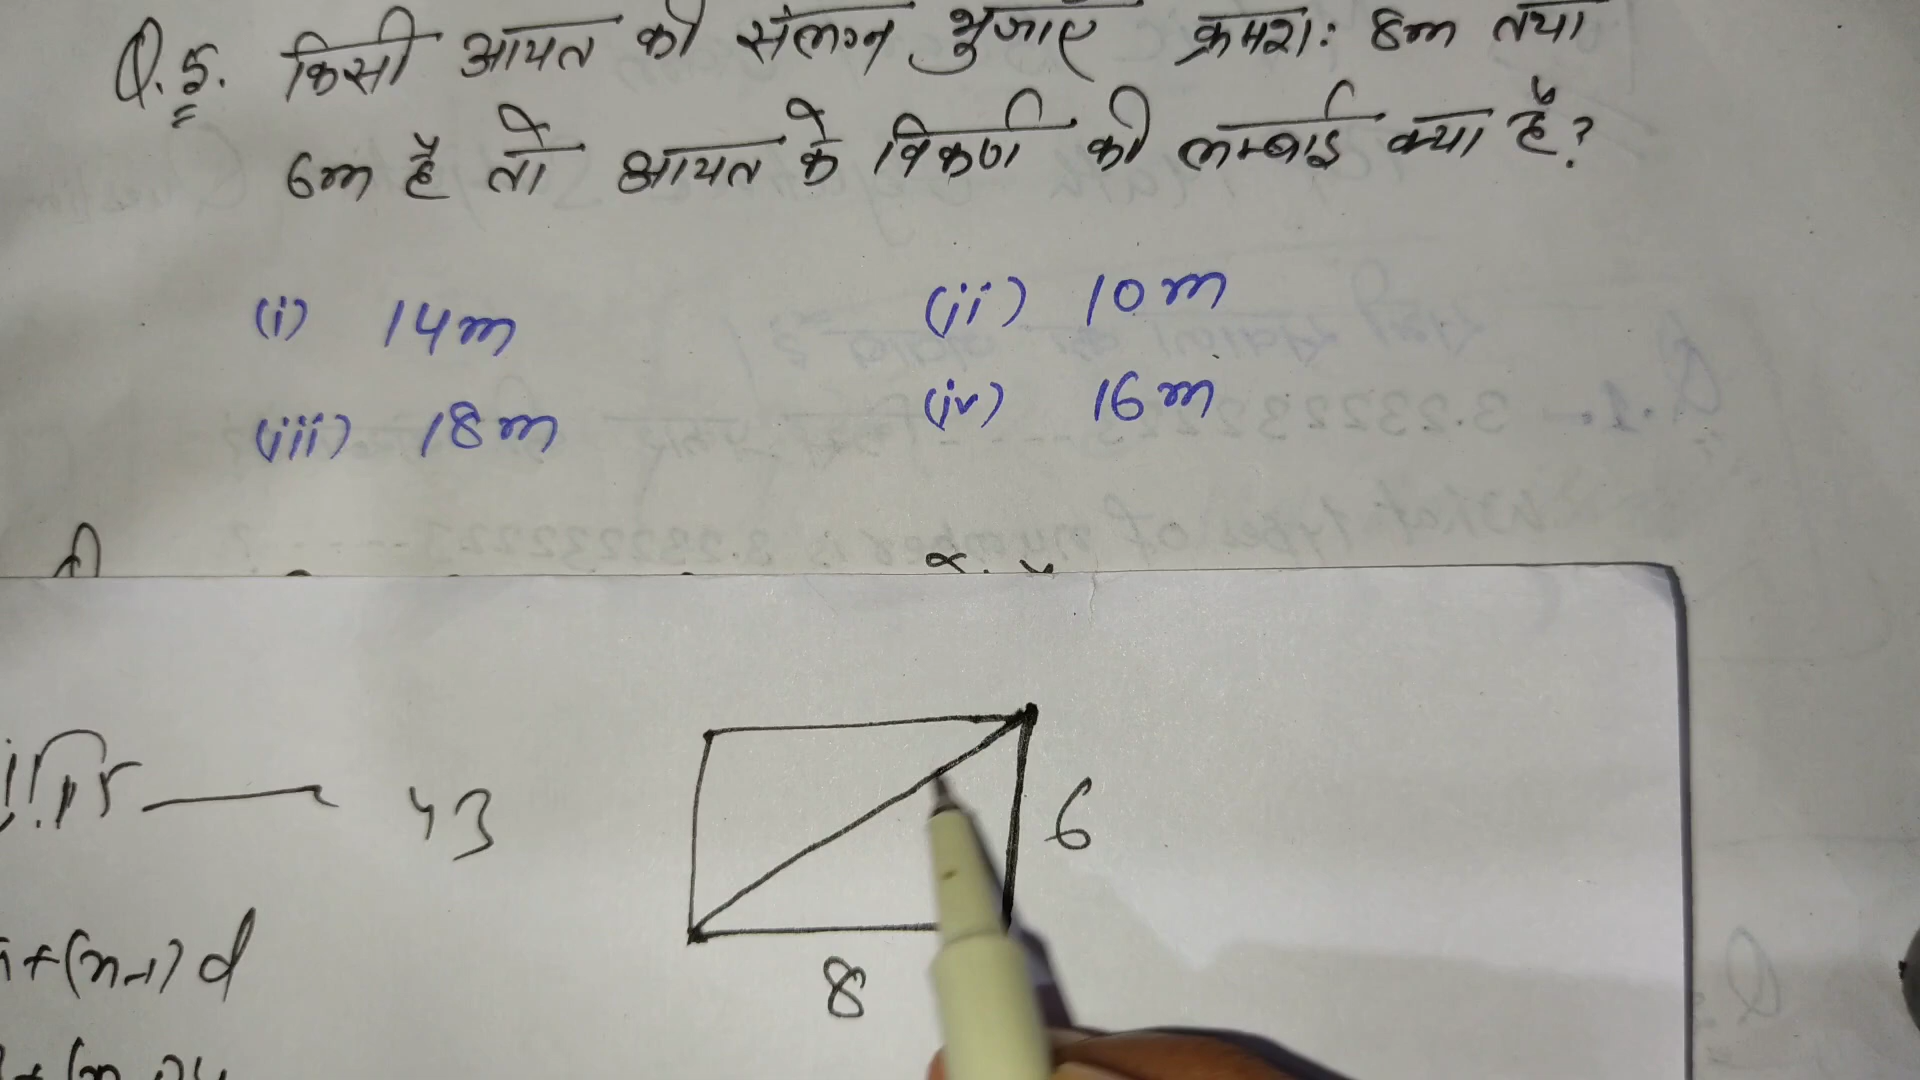 Q.5. किसी आयत की संलग्न भुजाएं क्रमशः 8m तथा
6m है तो आयत के विकर्ण की लम्बाई क्या है?
(i) 14m
(ii) 10m
(iii) 18m
(iv) 16m
43
6
8
+(n-1) d